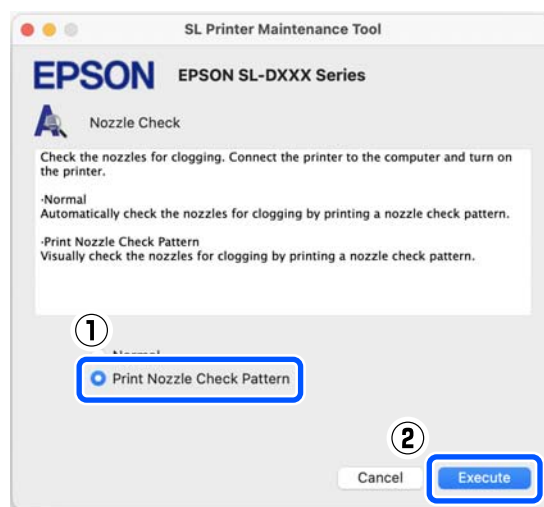 SL Printer Maintenance Tool
EPSON EPSON SL-DXXX Series
Nozzle Check
Check the nozzles for clogging. Connect the printer to the computer and turn on
the printer.
-Normal
Automatically check the nozzles for clogging by printing a nozzle check pattern.
-Print Nozzle Check Pattern
Visually check the nozzles for clogging by printing a nozzle check pattern.
①
Normal
Print Nozzle Check Pattern
②
Cancel Execute